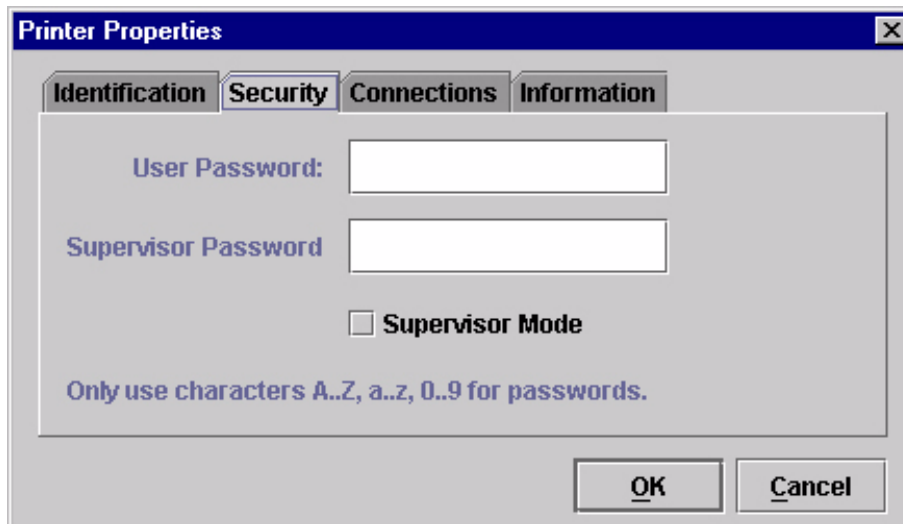 Printer Properties
Identification Security Connections Information
User Password:
Supervisor Password
Supervisor Mode
Only use characters A..Z, a..z, 0..9 for passwords.
OK Cancel